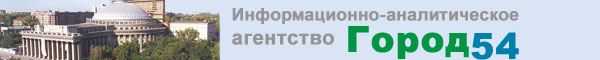 Информационно-аналитическое
агентство Город54